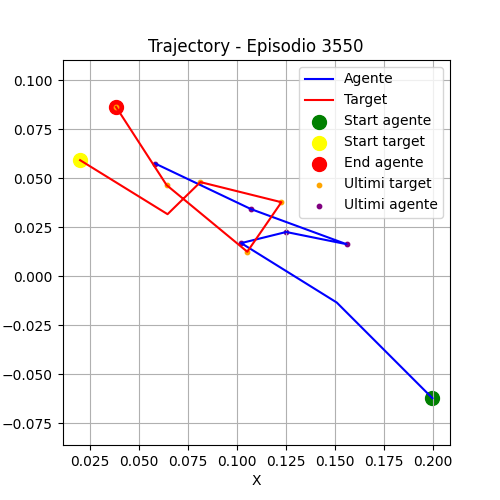 Trajectory - Episodio 3550
Agente
Target
Start agente
Start target
End agente
Ultimi target
Ultimi agente
0.100
0.075
0.050
0.025
0.000
−0.025
−0.050
−0.075
0.025 0.050 0.075 0.100 0.125 0.150 0.175 0.200
X